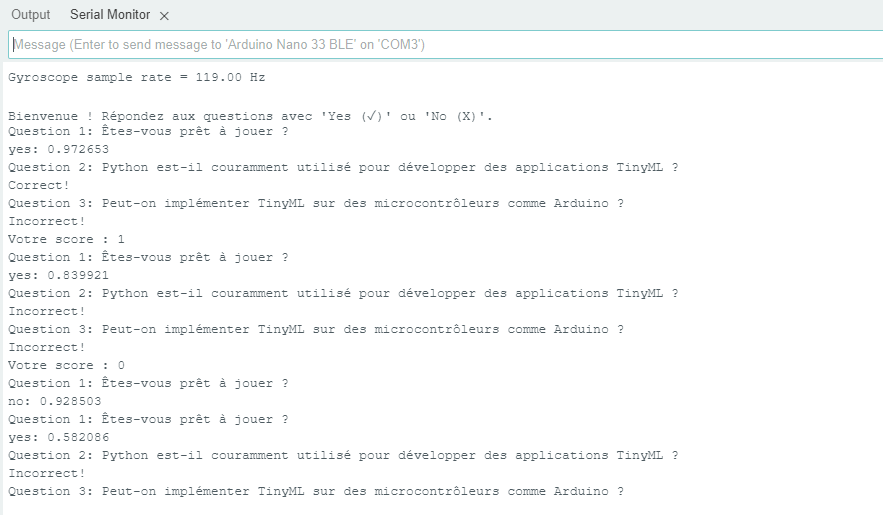 Output Serial Monitor ×
Message (Enter to send message to 'Arduino Nano 33 BLE' on 'COM3')
Gyroscope sample rate = 119.00 Hz
Bienvenue ! Répondez aux questions avec 'Yes (✓)' ou 'No (X)'.
Question 1: Êtes-vous prêt à jouer ?
yes: 0.972653
Question 2: Python est-il couramment utilisé pour développer des applications TinyML ?
Correct!
Question 3: Peut-on implémenter TinyML sur des microcontrôleurs comme Arduino ?
Incorrect!
Votre score : 1
Question 1: Êtes-vous prêt à jouer ?
yes: 0.839921
Question 2: Python est-il couramment utilisé pour développer des applications TinyML ?
Incorrect!
Question 3: Peut-on implémenter TinyML sur des microcontrôleurs comme Arduino ?
Incorrect!
Votre score : 0
Question 1: Êtes-vous prêt à jouer ?
no: 0.928503
Question 1: Êtes-vous prêt à jouer ?
yes: 0.582086
Question 2: Python est-il couramment utilisé pour développer des applications TinyML ?
Incorrect!
Question 3: Peut-on implémenter TinyML sur des microcontrôleurs comme Arduino ?